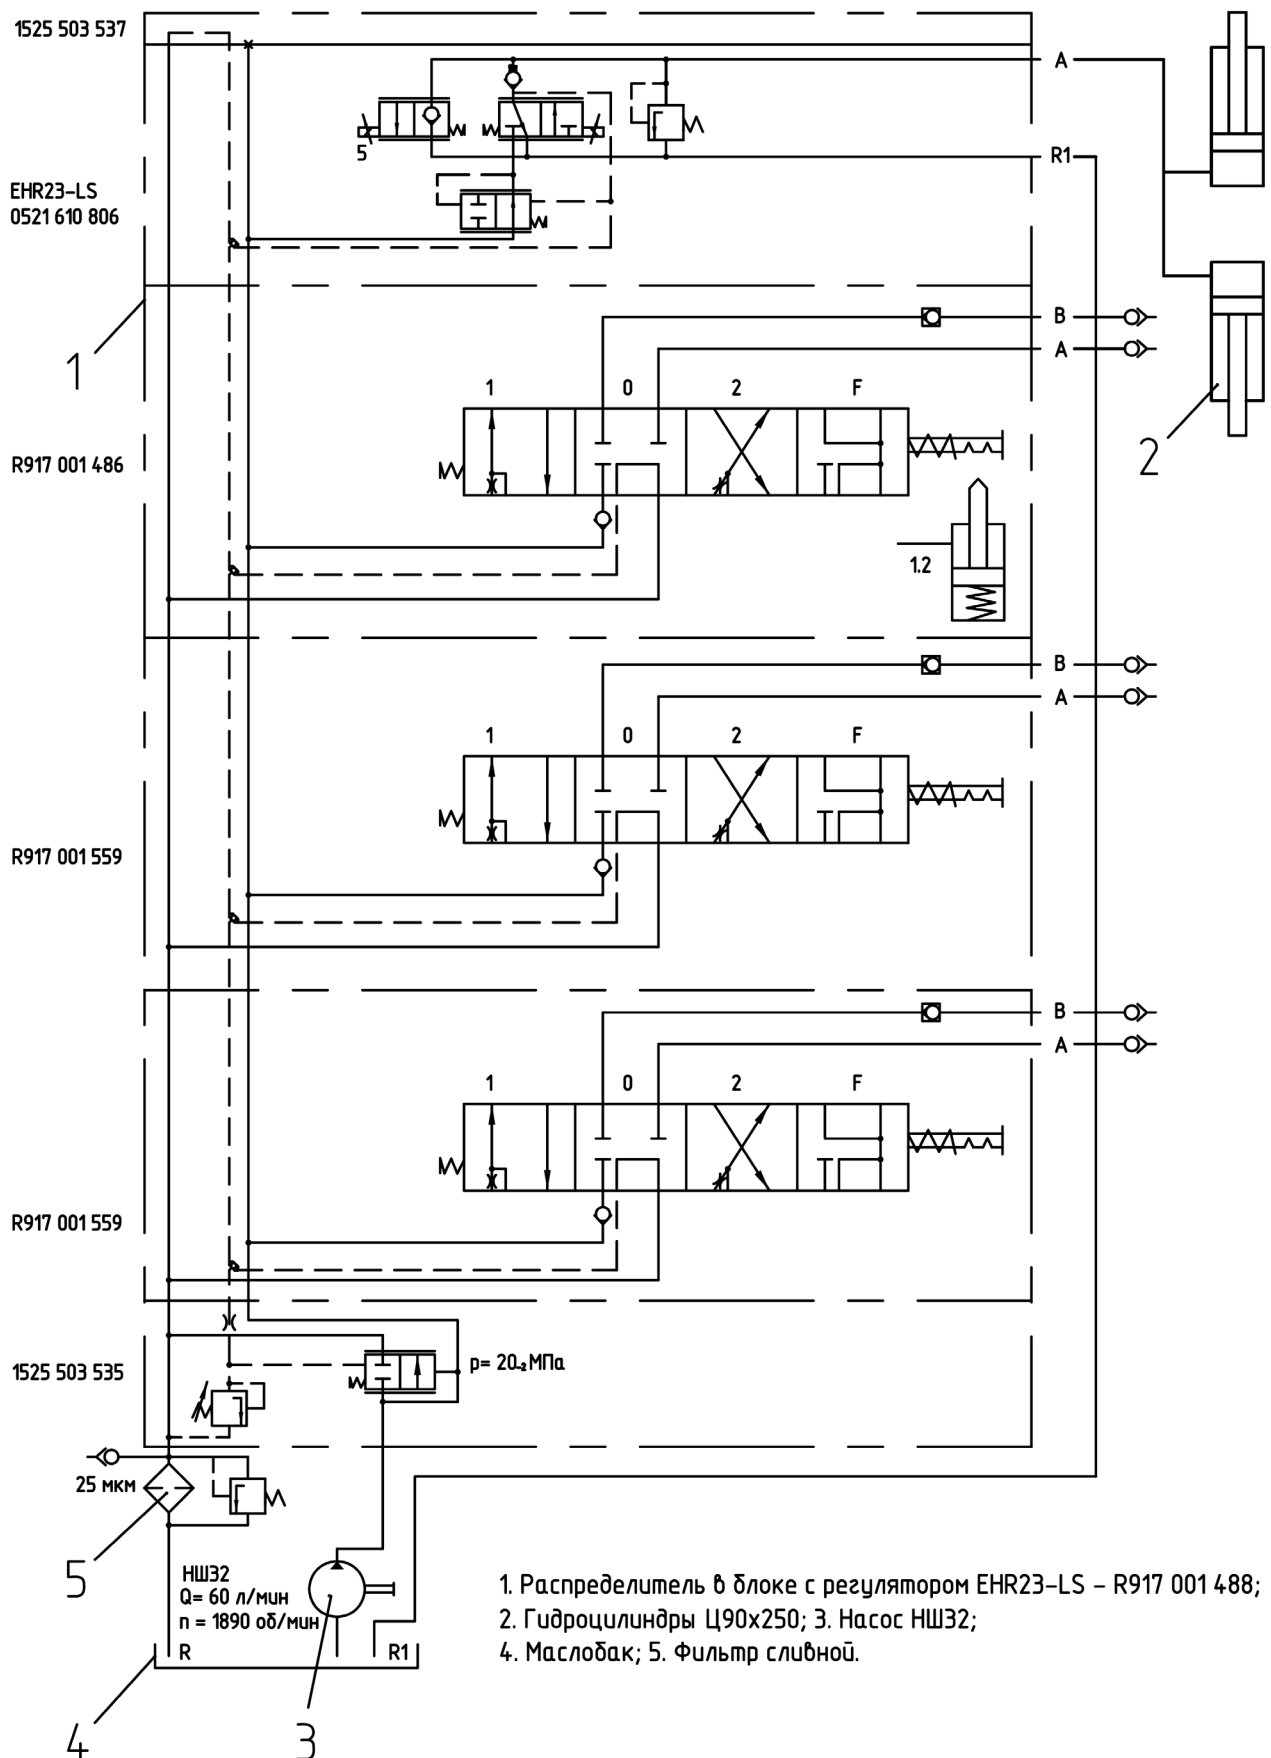 1525 503 537
A
5
R1
EHR23-LS
0521 610 806
B
A
1
1 0 2 F
2
R917 001 486
1.2
B
A
1 0 2 F
R917 001 559
B
A
1 0 2 F
R917 001 559
1525 503 535
p= 20-2 МПа
25 мкм
5
НШ32
Q= 60 л/мин
n = 1890 об/мин
R
R1
1. Распределитель в блоке с регулятором EHR23-LS - R917 001 488;
2. Гидроцилиндры Ц90х250; 3. Насос НШ32;
4. Маслобак; 5. Фильтр сливной.
4
3